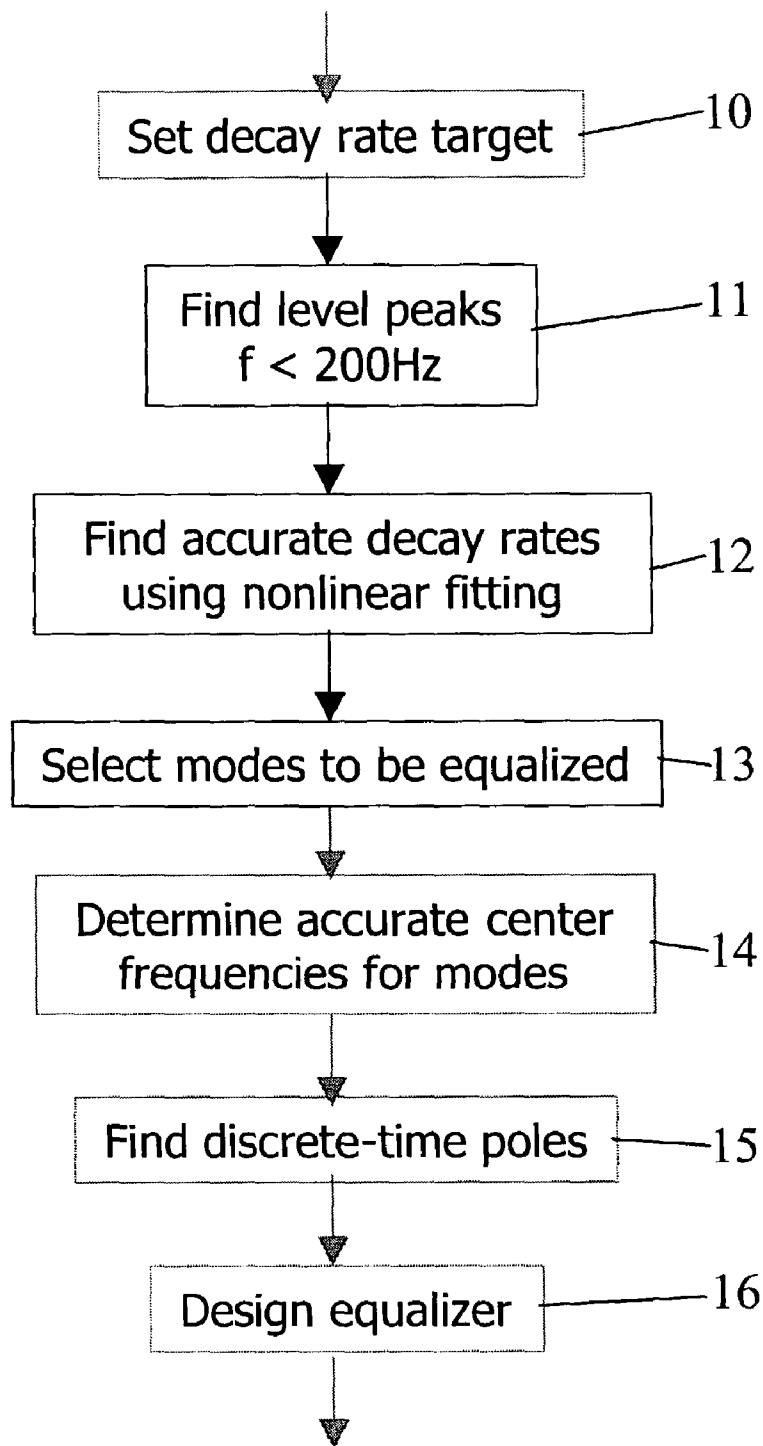 Set decay rate target
10
Find level peaks
f < 200Hz
11
Find accurate decay rates
using nonlinear fitting
12
Select modes to be equalized
13
Determine accurate center
frequencies for modes
14
Find discrete-time poles
15
Design equalizer
16